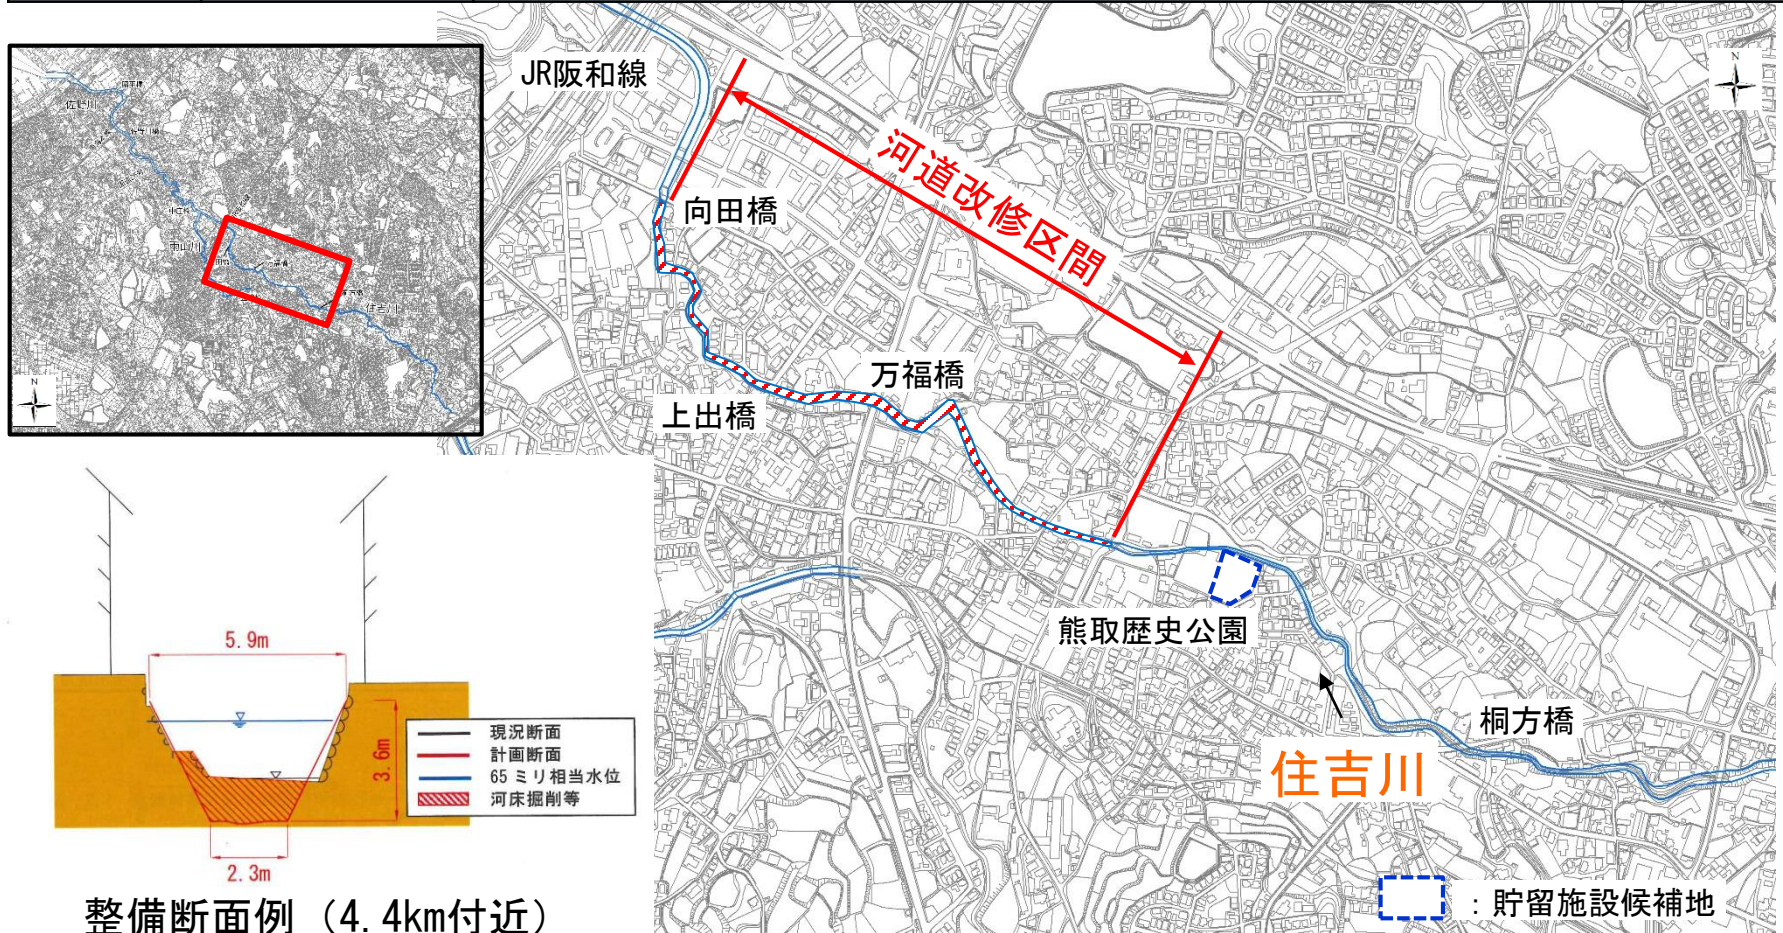 JR阪和線
N
河道改修区間
向田橋
万福橋
上出橋
熊取歴史公園
桐方橋
住吉川
：貯留施設候補地
佐野川
住吉川
N
5.9m
3.6m
2.3m
現況断面
計画断面
65ミリ相当水位
河床掘削等
整備断面例（4.4km付近）